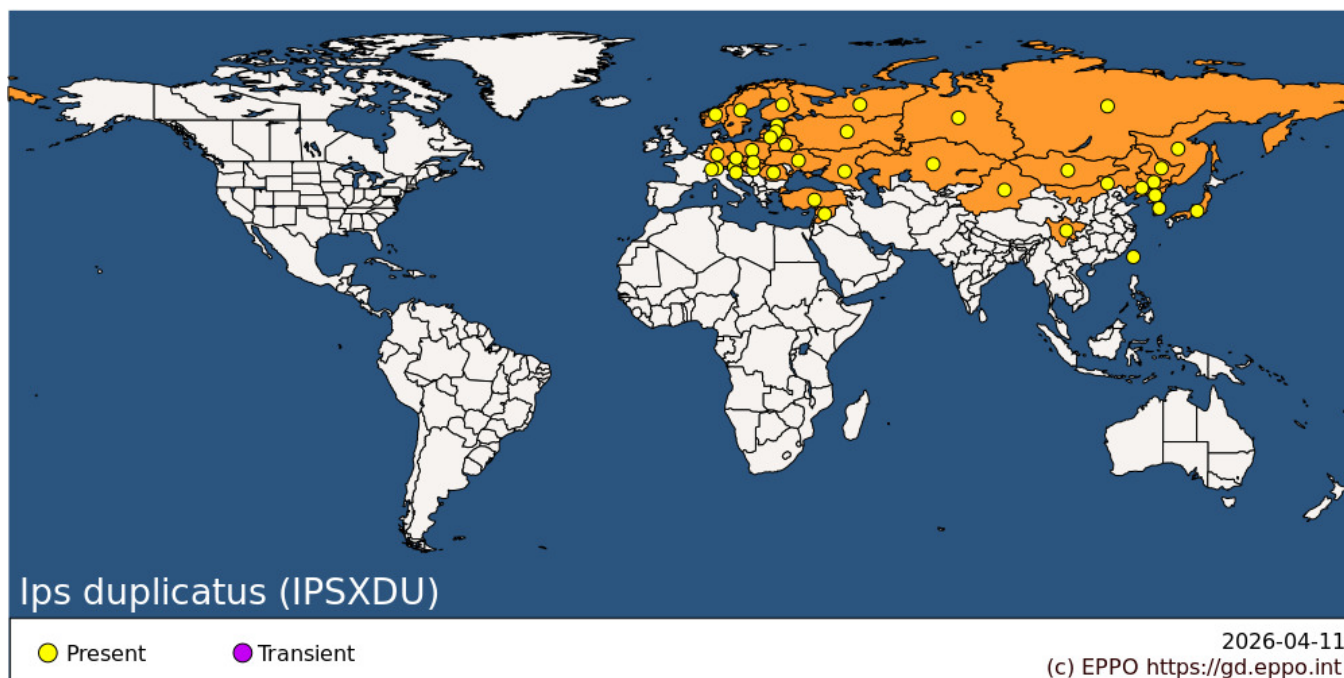 Ips duplicatus (IPSXDU)
Present
Transient
2026-04-11
(c) EPPO https://gd.eppo.int